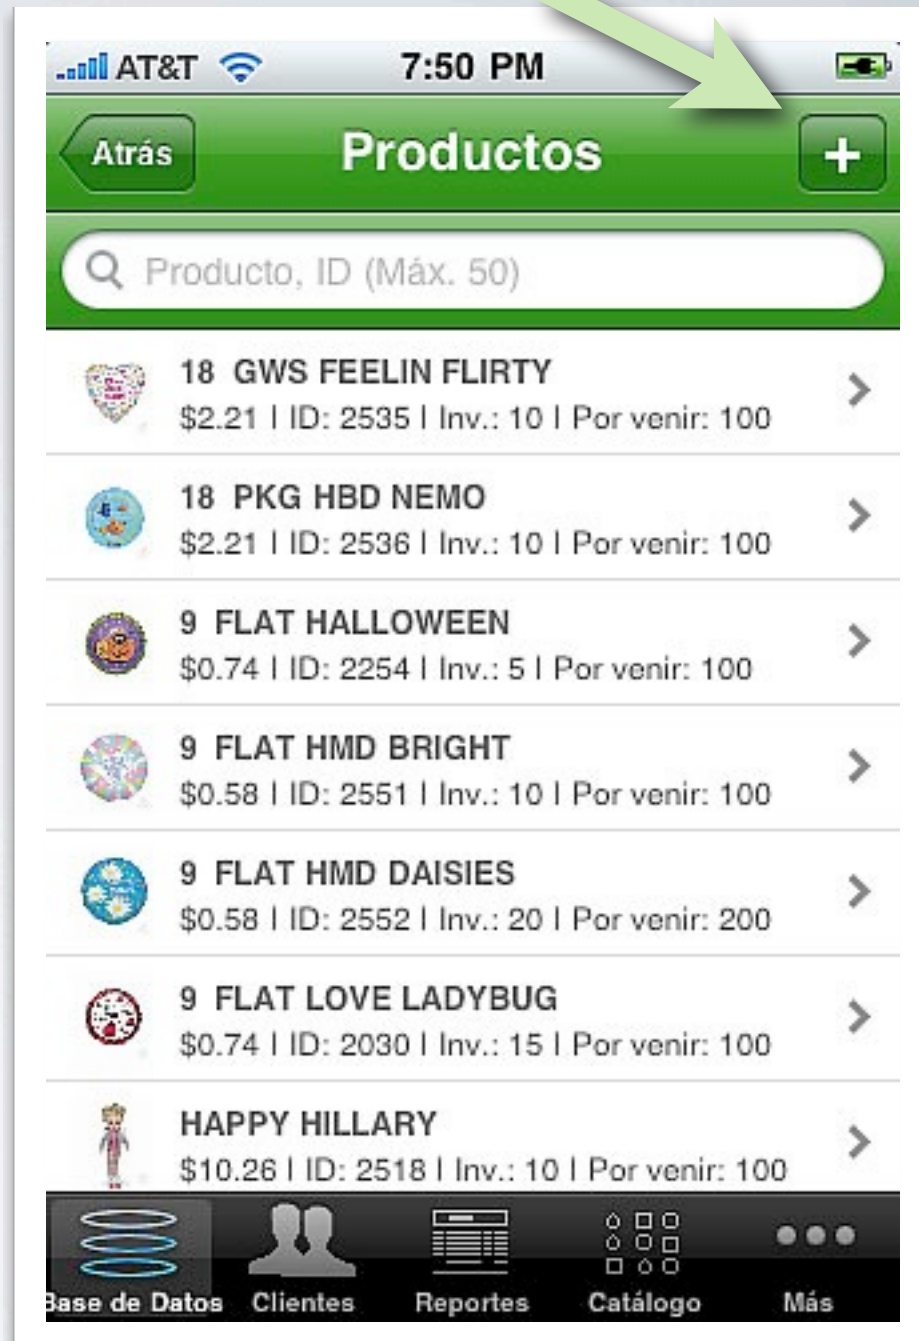 AT&T 7:50 PM
Atrás Productos +
Producto, ID (Máx. 50)
18 GWS FEELIN FLIRTY
$2.21 | ID: 2535 | Inv.: 10 | Por venir: 100
18 PKG HBD NEMO
$2.21 | ID: 2536 | Inv.: 10 | Por venir: 100
9 FLAT HALLOWEEN
$0.74 | ID: 2254 | Inv.: 5 | Por venir: 100
9 FLAT HMD BRIGHT
$0.58 | ID: 2551 | Inv.: 10 | Por venir: 100
9 FLAT HMD DAISIES
$0.58 | ID: 2552 | Inv.: 20 | Por venir: 200
9 FLAT LOVE LADYBUG
$0.74 | ID: 2030 | Inv.: 15 | Por venir: 100
HAPPY HILLARY
$10.26 | ID: 2518 | Inv.: 10 | Por venir: 100
Base de Datos Clientes Reportes Catálogo Más